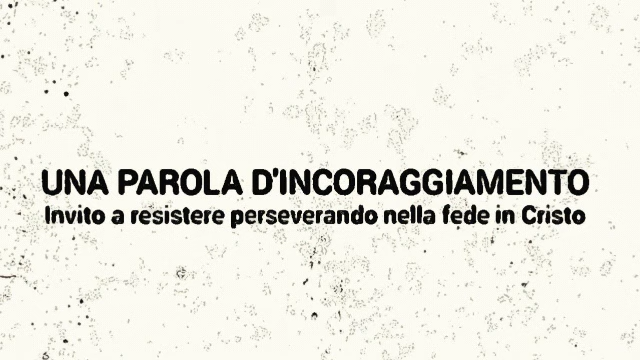 UNA PAROLA D'INCORAGGIAMENTO
Invito a resistere perseverando nella fede in Cristo